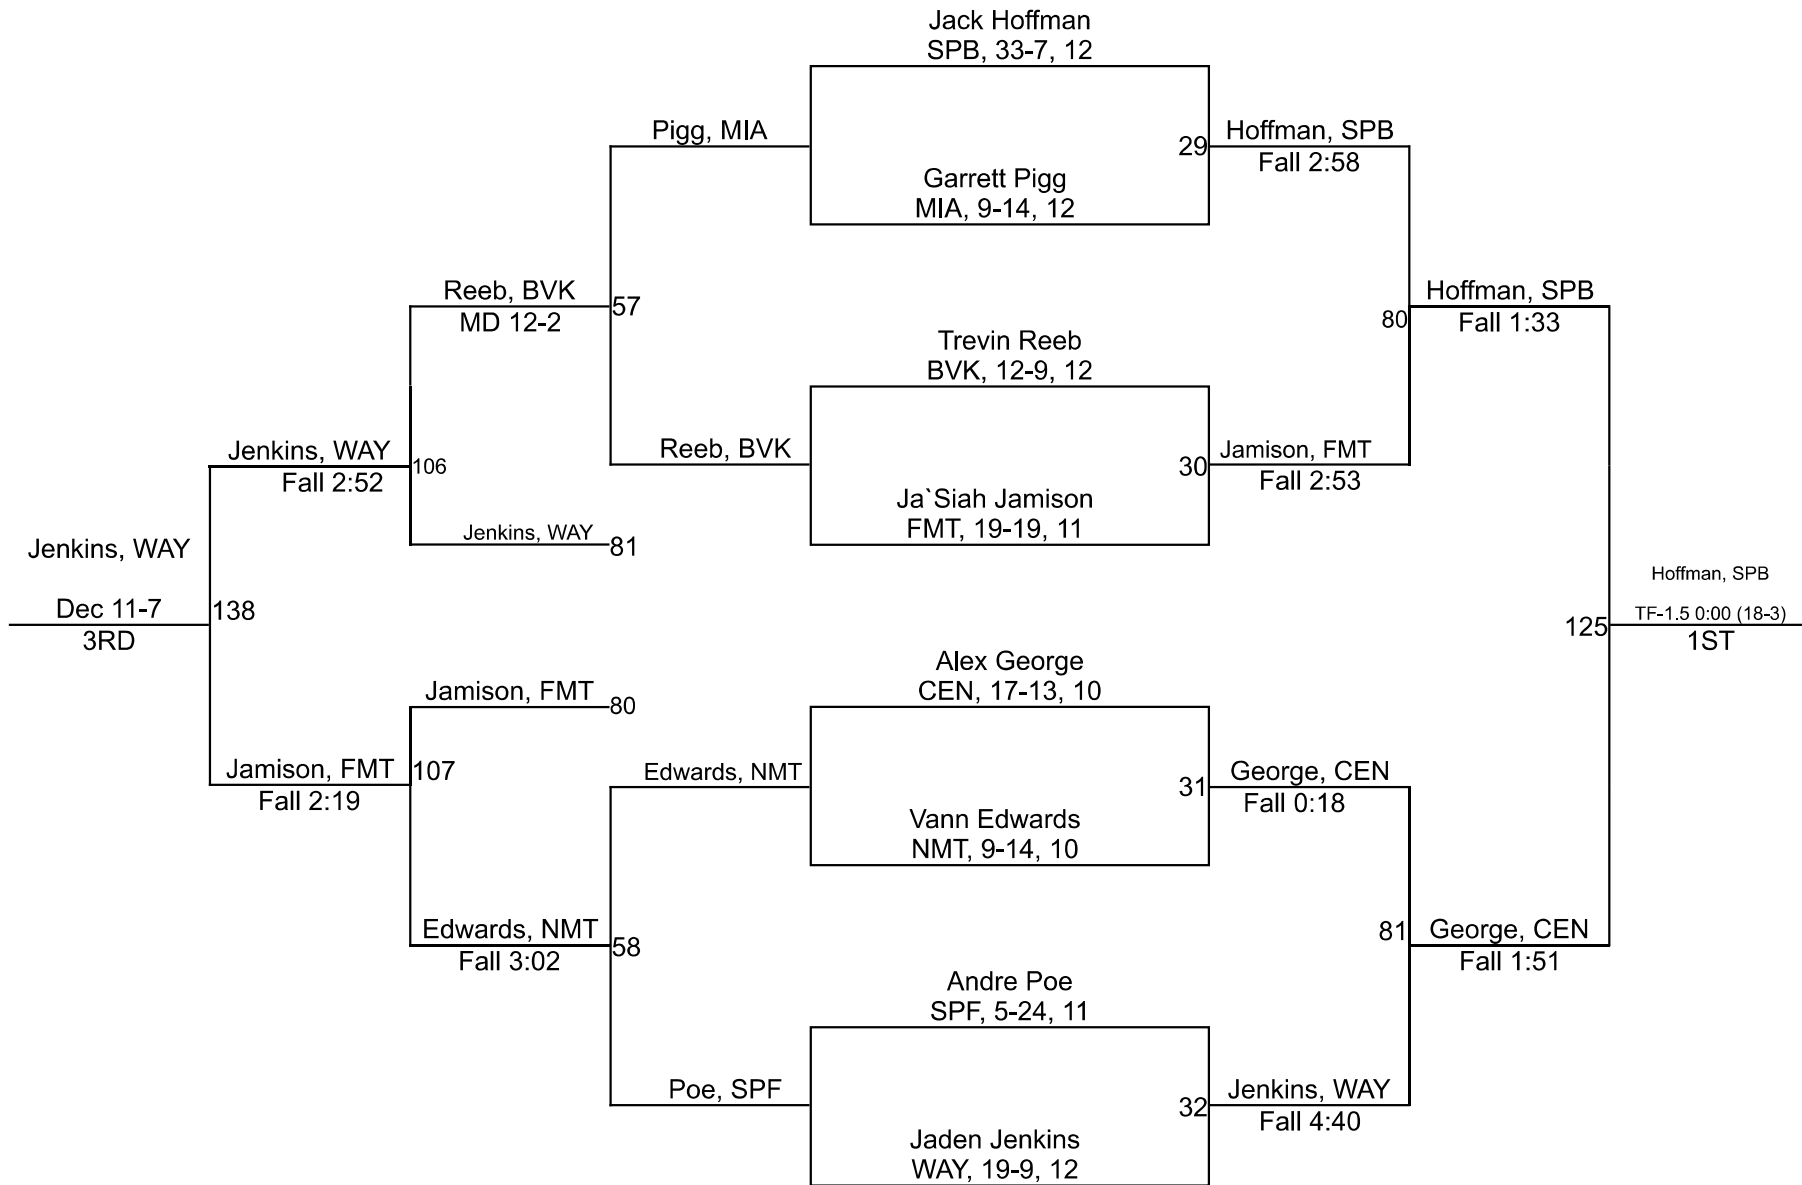 Jack Hoffman
SPB, 33-7, 12
Pigg, MIA
29
Hoffman, SPB
Fall 2:58
Garrett Pigg
MIA, 9-14, 12
Reeb, BVK
MD 12-2
57
Hoffman, SPB
Fall 1:33
80
Trevin Reeb
BVK, 12-9, 12
Jenkins, WAY
Fall 2:52
106
Reeb, BVK
30
Jamison, FMT
Fall 2:53
Ja`Siah Jamison
FMT, 19-19, 11
Jenkins, WAY
81
Jenkins, WAY
Dec 11-7
3RD
138
Hoffman, SPB
TF-1.5 0:00 (18-3)
1ST
125
Alex George
CEN, 17-13, 10
Jamison, FMT
80
Jamison, FMT
Fall 2:19
107
Edwards, NMT
31
George, CEN
Fall 0:18
Vann Edwards
NMT, 9-14, 10
Edwards, NMT
Fall 3:02
58
81
George, CEN
Fall 1:51
Andre Poe
SPF, 5-24, 11
Poe, SPF
32
Jenkins, WAY
Fall 4:40
Jaden Jenkins
WAY, 19-9, 12